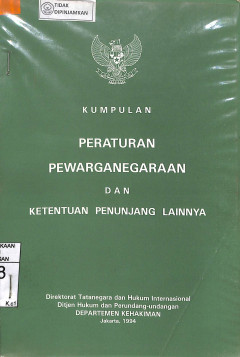 TIDAK
DIPINJAMKAN
KUMPULAN
PERATURAN
PEWARGANEGARAAN
DAN
KETENTUAN PENUNJANG LAINNYA
Direktorat Tatanegara dan Hukum Internasional
Ditjen Hukum dan Perundang-undangan
DEPARTEMEN KEHAKIMAN
Jakarta, 1994